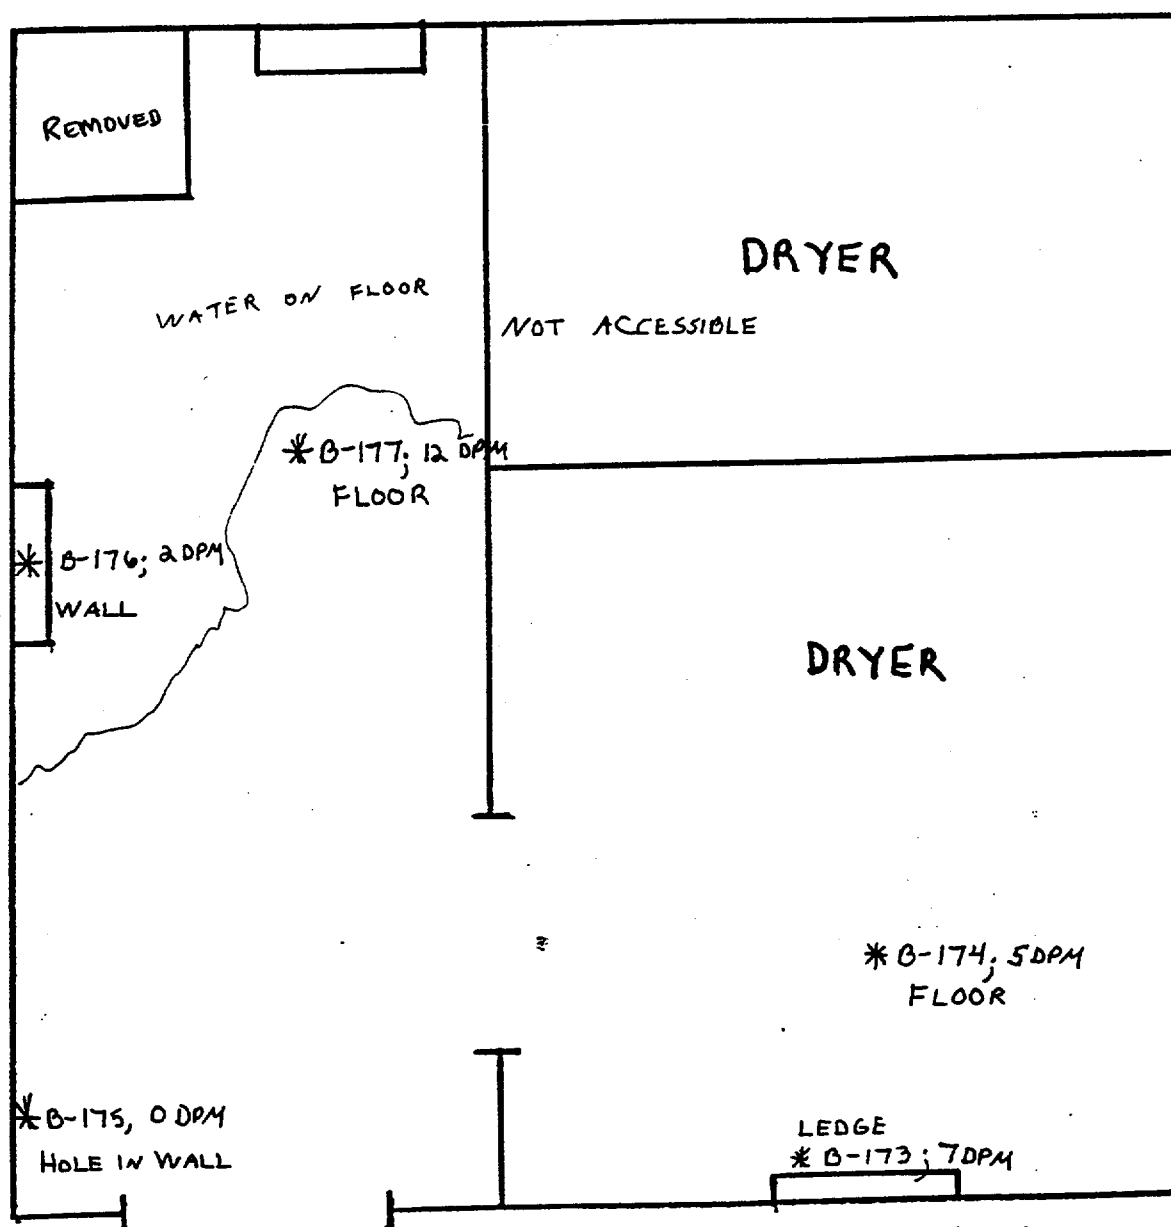 REMOVED
DRYER
WATER ON FLOOR
NOT ACCESSIBLE
B-177; 12 DPM
FLOOR
B-176; 2 DPM
WALL
DRYER
B-174; 5 DPM
FLOOR
B-175, 0 DPM
HOLE IN WALL
LEDGE
B-173; 7 DPM